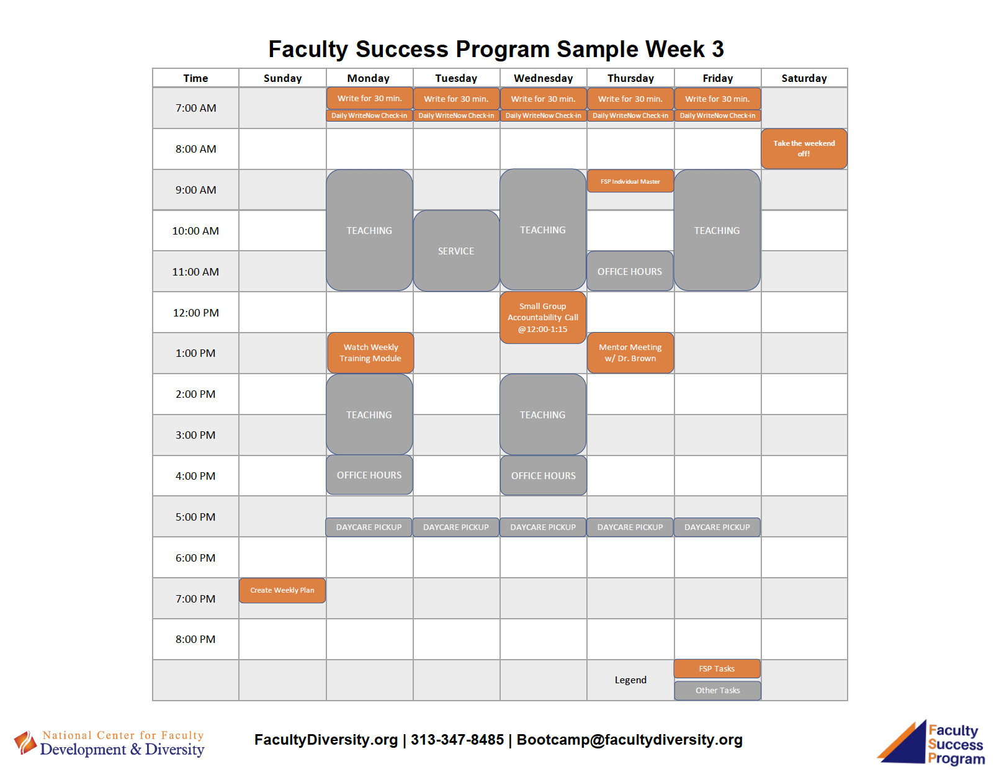 Faculty Success Program Sample Week 3
Time Sunday Monday Tuesday Wednesday Thursday Friday Saturday
7:00 AM
Write for 30 min. Write for 30 min. Write for 30 min. Write for 30 min. Write for 30 min.
Daily WriteNow Check-in Daily WriteNow Check-in Daily WriteNow Check-in Daily WriteNow Check-in Daily WriteNow Check-in
8:00 AM
Take the weekend
off!
9:00 AM
FSP Individual Master
10:00 AM
TEACHING
SERVICE
TEACHING
TEACHING
11:00 AM
OFFICE HOURS
12:00 PM
Small Group
Accountability Call
@12:00-1:15
1:00 PM
Watch Weekly
Training Module
Mentor Meeting
w/ Dr. Brown
2:00 PM
TEACHING
TEACHING
3:00 PM
4:00 PM
OFFICE HOURS
OFFICE HOURS
5:00 PM
DAYCARE PICKUP DAYCARE PICKUP DAYCARE PICKUP DAYCARE PICKUP DAYCARE PICKUP
6:00 PM
7:00 PM
Create Weekly Plan
8:00 PM
Legend
FSP Tasks
Other Tasks
National Center for Faculty
Development & Diversity
FacultyDiversity.org | 313-347-8485 | Bootcamp@facultydiversity.org
Faculty
Success
Program